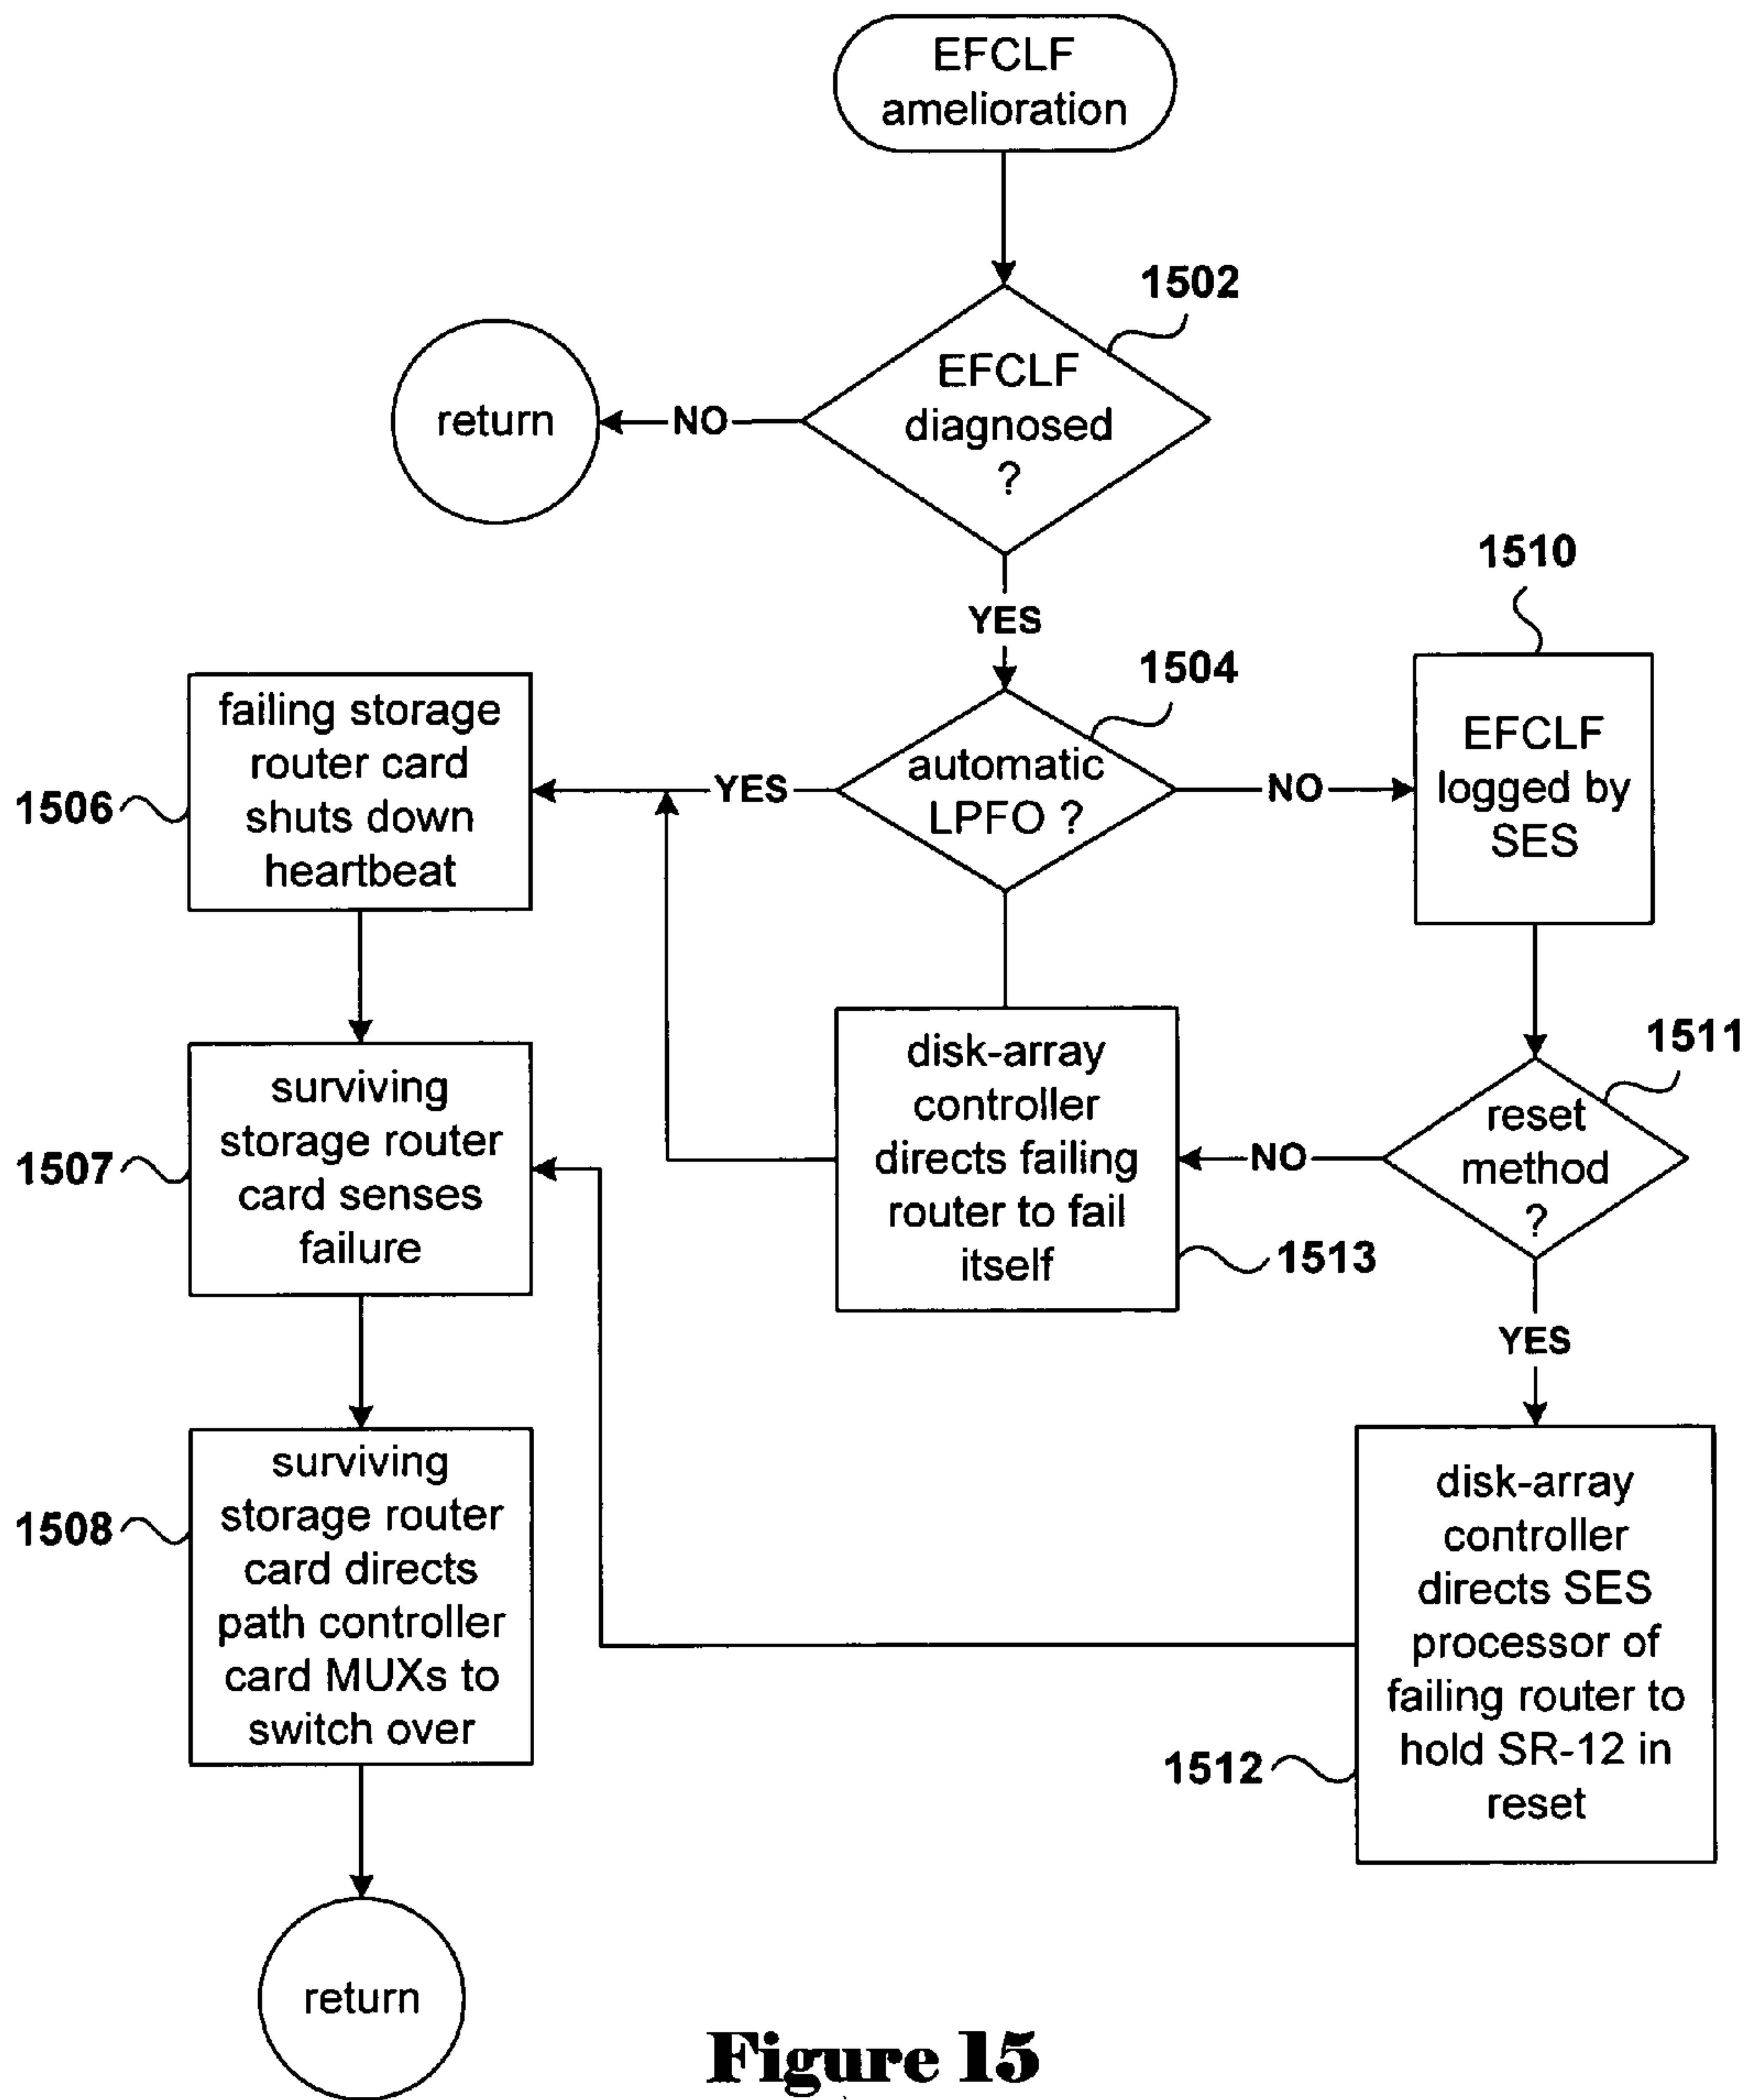 EFCLF
amelioration
1502
EFCLF
diagnosed
?
NO
return
YES
1510
1504
automatic
LPFO ?
YES
NO
failing storage
router card
shuts down
heartbeat
1506
EFCLF
logged by
SES
1511
reset
method
?
NO
YES
disk-array
controller
directs failing
router to fail
itself
1513
surviving
storage router
card senses
failure
1507
surviving
storage router
card directs
path controller
card MUXs to
switch over
1508
disk-array
controller
directs SES
processor of
failing router to
hold SR-12 in
reset
1512
return
Figure 15